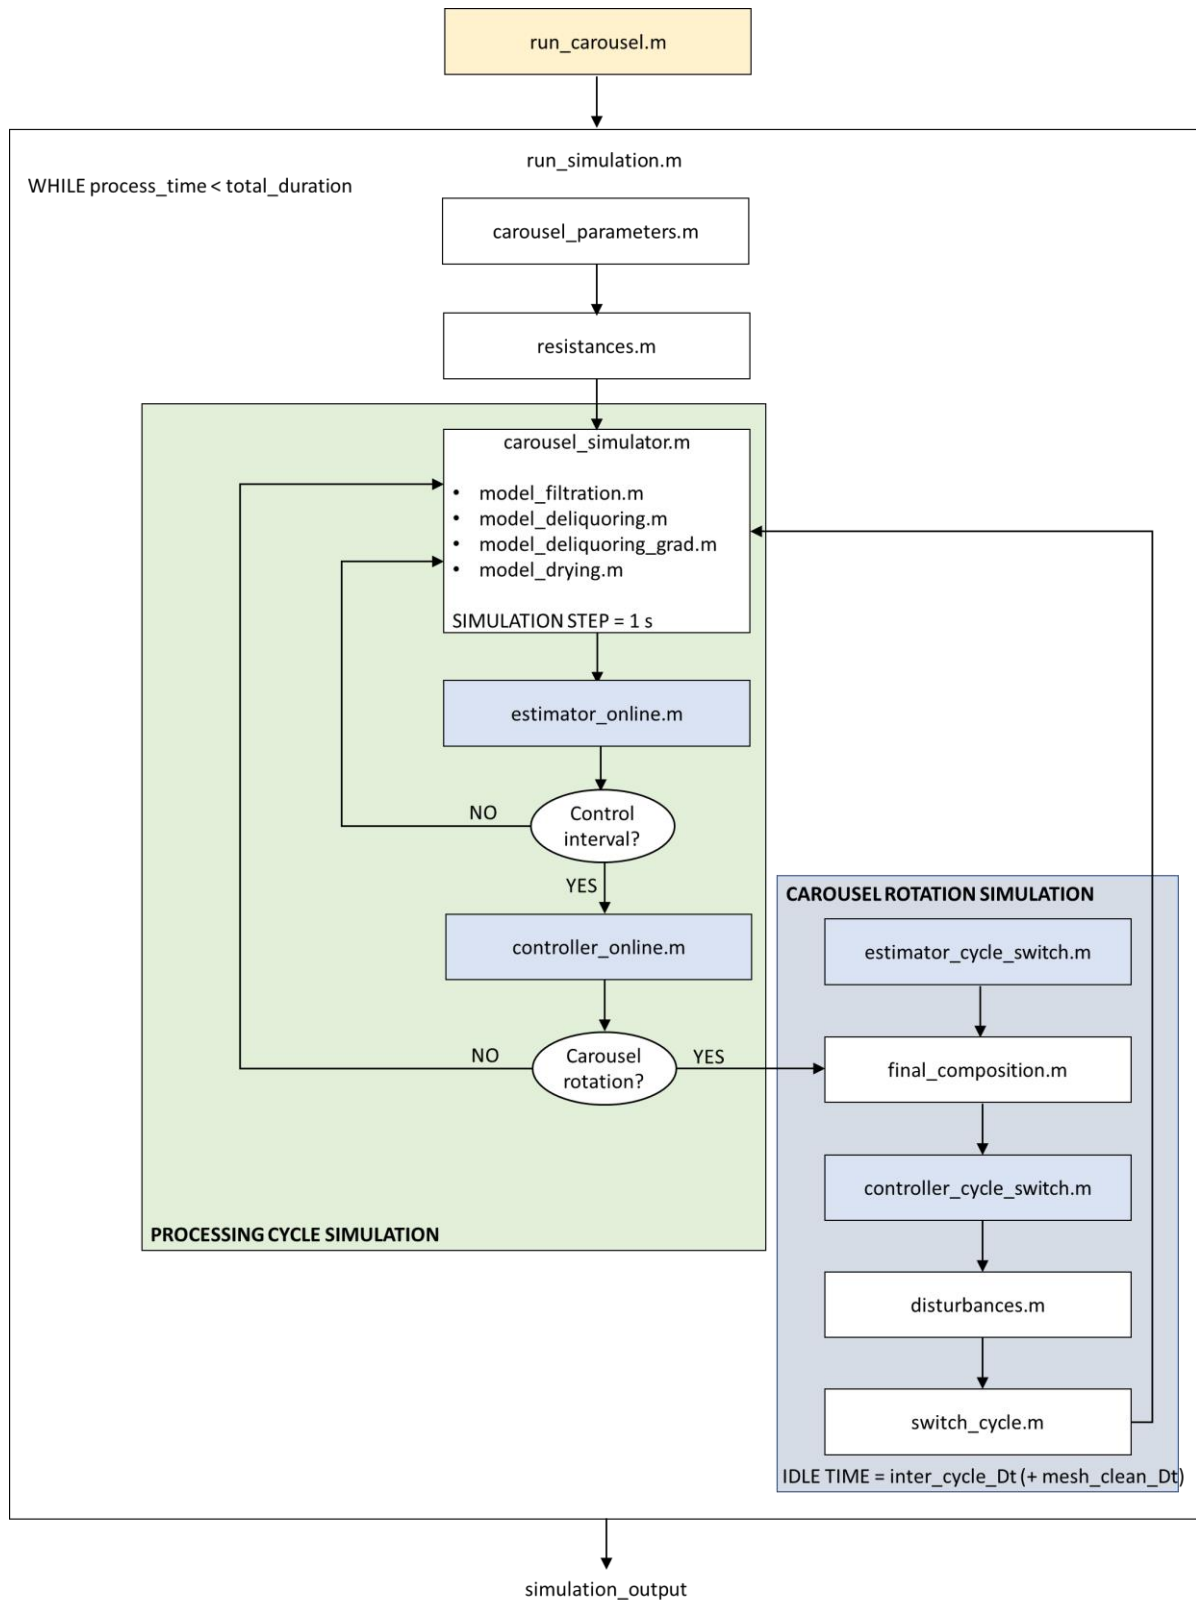 run_carousel.m
run_simulation.m
WHILE process_time < total_duration
carousel_parameters.m
resistances.m
carousel_simulator.m
• model_filtration.m
• model_deliquoring.m
• model_deliquoring_grad.m
• model_drying.m
SIMULATION STEP = 1 s
estimator_online.m
NO
Control
interval?
YES
controller_online.m
NO
Carousel
rotation?
YES
PROCESSING CYCLE SIMULATION
CAROUSEL ROTATION SIMULATION
estimator_cycle_switch.m
final_composition.m
controller_cycle_switch.m
disturbances.m
switch_cycle.m
IDLE TIME = inter_cycle_Dt (+ mesh_clean_Dt)
simulation_output